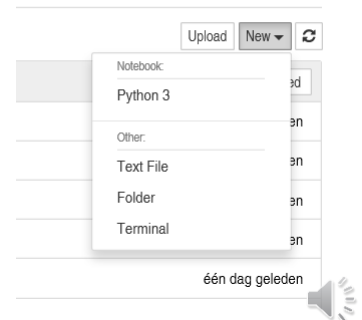 Upload New
Notebook:
Python 3
Other:
Text File
Folder
Terminal
één dag geleden